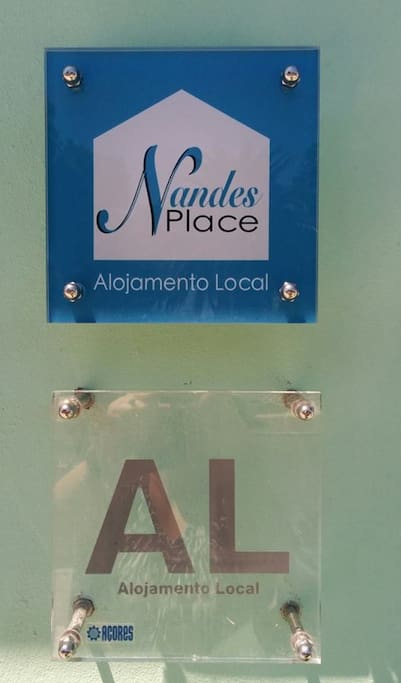 Nandes
Place
Alojamento Local
AL
Alojamento Local
AÇORES